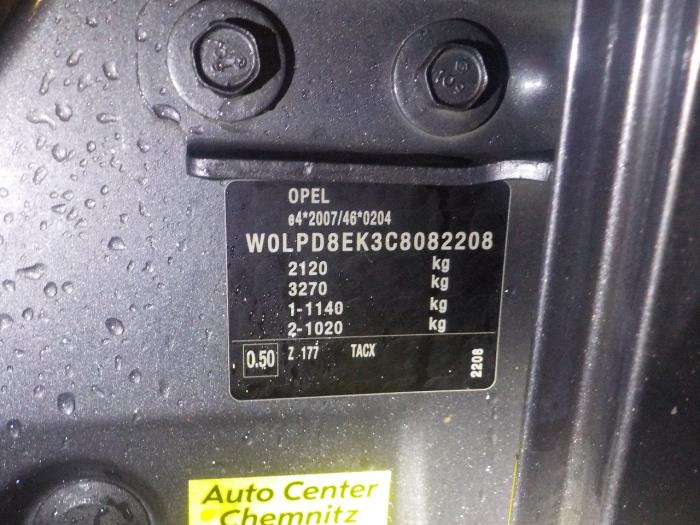 OPEL
e4*2007/46*0204
W0LPD8EK3C8082208
2120 kg
3270 kg
1-1140 kg
2-1020 kg
0.50 Z 177 TACX
2208
Auto Center
Chemnitz